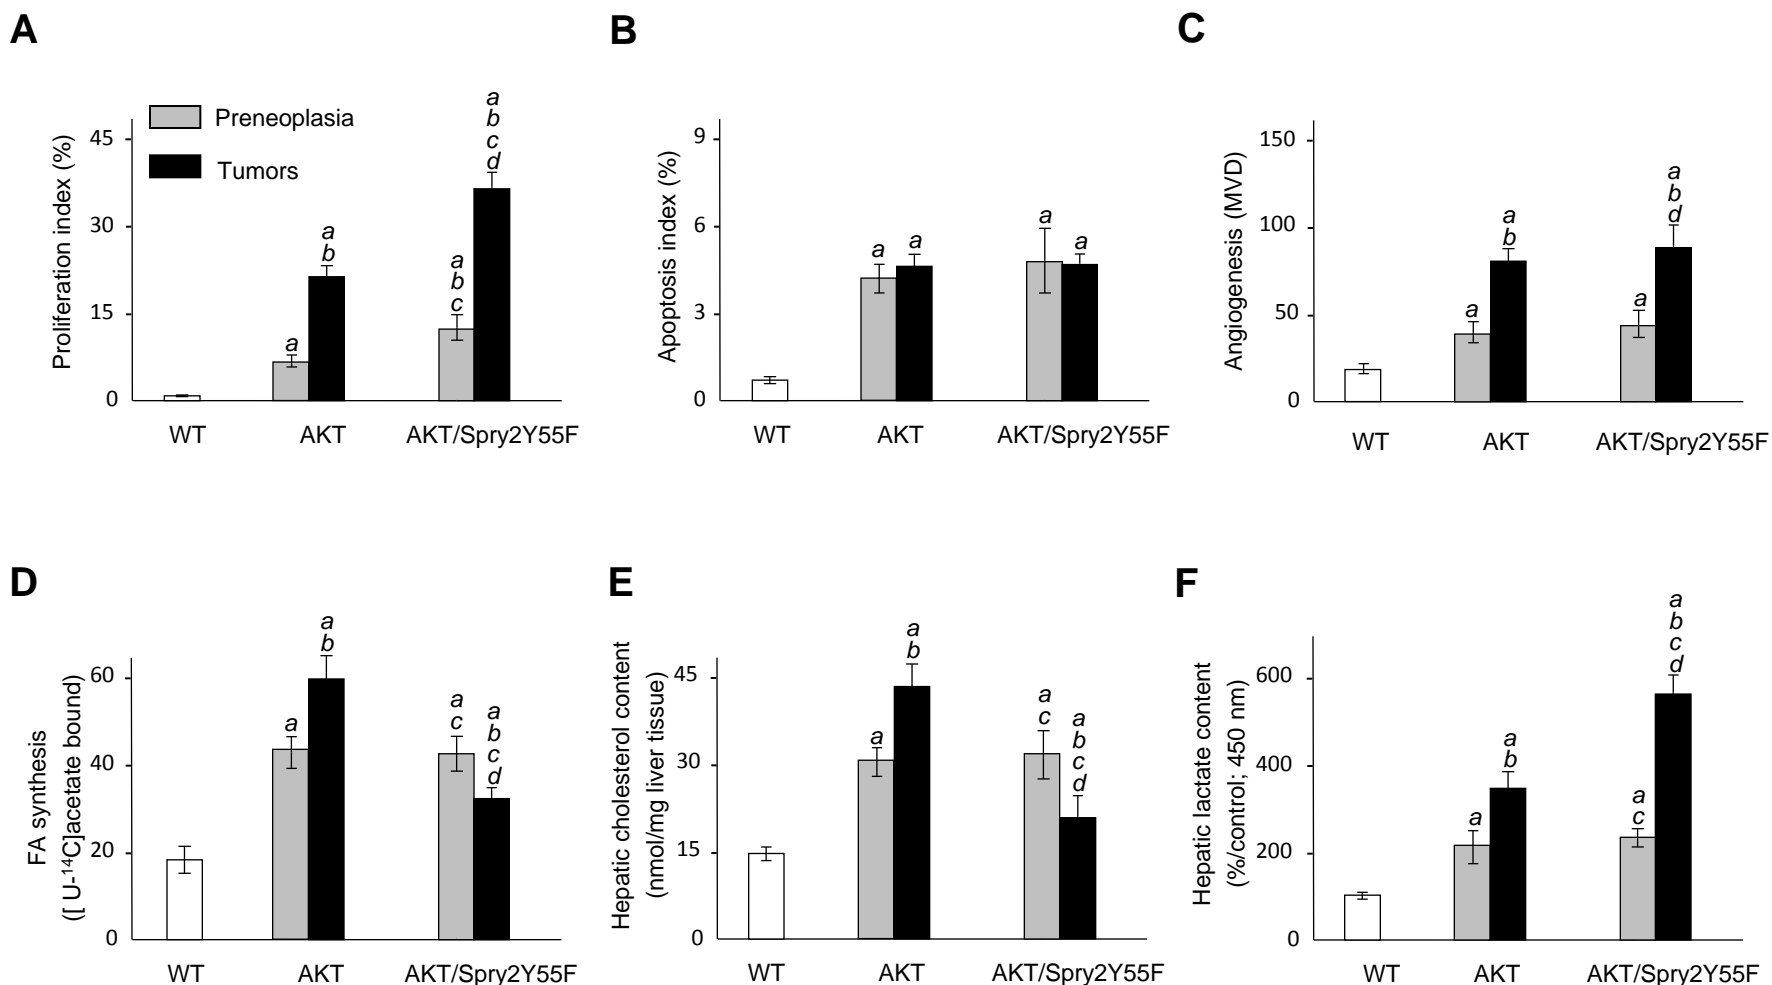 A
Proliferation index (%)
45
30
15
0
Preneoplasia
Tumors
a
a
b
a
b
c
a
b
c
d
WT
AKT
AKT/Spry2Y55F
B
Apoptosis index (%)
9
6
3
0
a
a
a
a
WT
AKT
AKT/Spry2Y55F
C
Angiogenesis (MVD)
150
100
50
0
a
a
b
a
a
b
d
WT
AKT
AKT/Spry2Y55F
D
FA synthesis
([ U-¹⁴C]acetate bound)
60
40
20
0
a
a
b
a
c
a
b
c
d
WT
AKT
AKT/Spry2Y55F
E
Hepatic cholesterol content
(nmol/mg liver tissue)
45
30
15
0
a
a
b
a
c
a
b
c
d
WT
AKT
AKT/Spry2Y55F
F
Hepatic lactate content
(%/control; 450 nm)
600
400
200
0
a
a
b
a
c
a
b
c
d
WT
AKT
AKT/Spry2Y55F